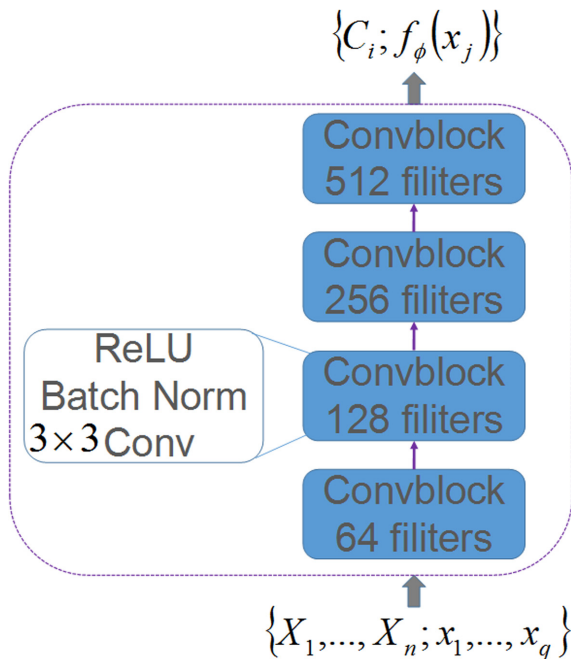 {C_i; f_ϕ(x_j)}
Convblock
512 filiters
Convblock
256 filiters
ReLU
Batch Norm
3×3 Conv
Convblock
128 filiters
Convblock
64 filiters
{X_1,..., X_n; x_1,..., x_q}